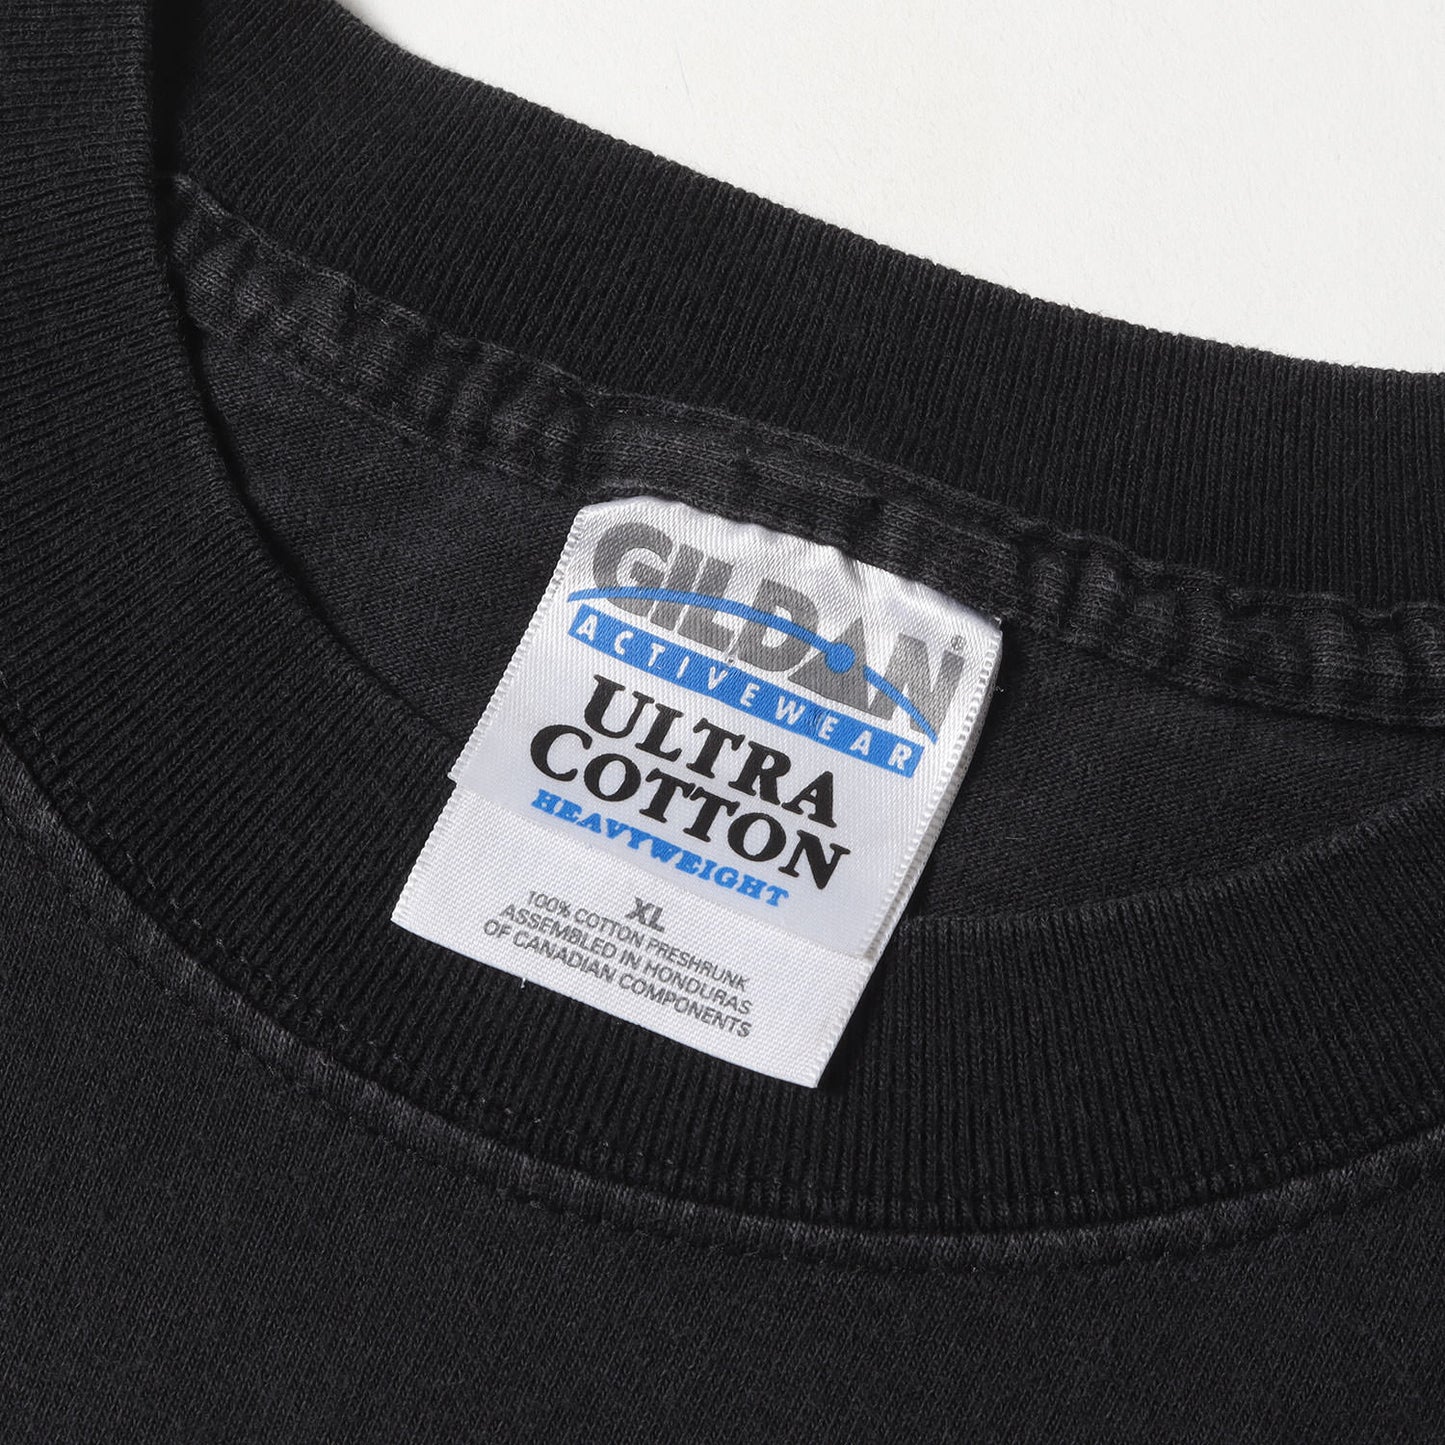 GILDAN®
ACTIVEWEAR
ULTRA
COTTON
HEAVYWEIGHT
XL
100% COTTON PRESHRUNK
ASSEMBLED IN HONDURAS
OF CANADIAN COMPONENTS